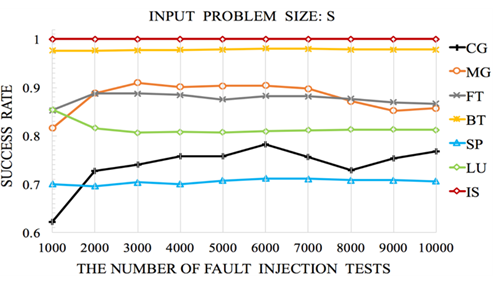 INPUT PROBLEM SIZE: S
SUCCESS RATE
1
0.9
0.8
0.7
0.6
1000 2000 3000 4000 5000 6000 7000 8000 9000 10000
THE NUMBER OF FAULT INJECTION TESTS
CG
MG
FT
BT
SP
LU
IS